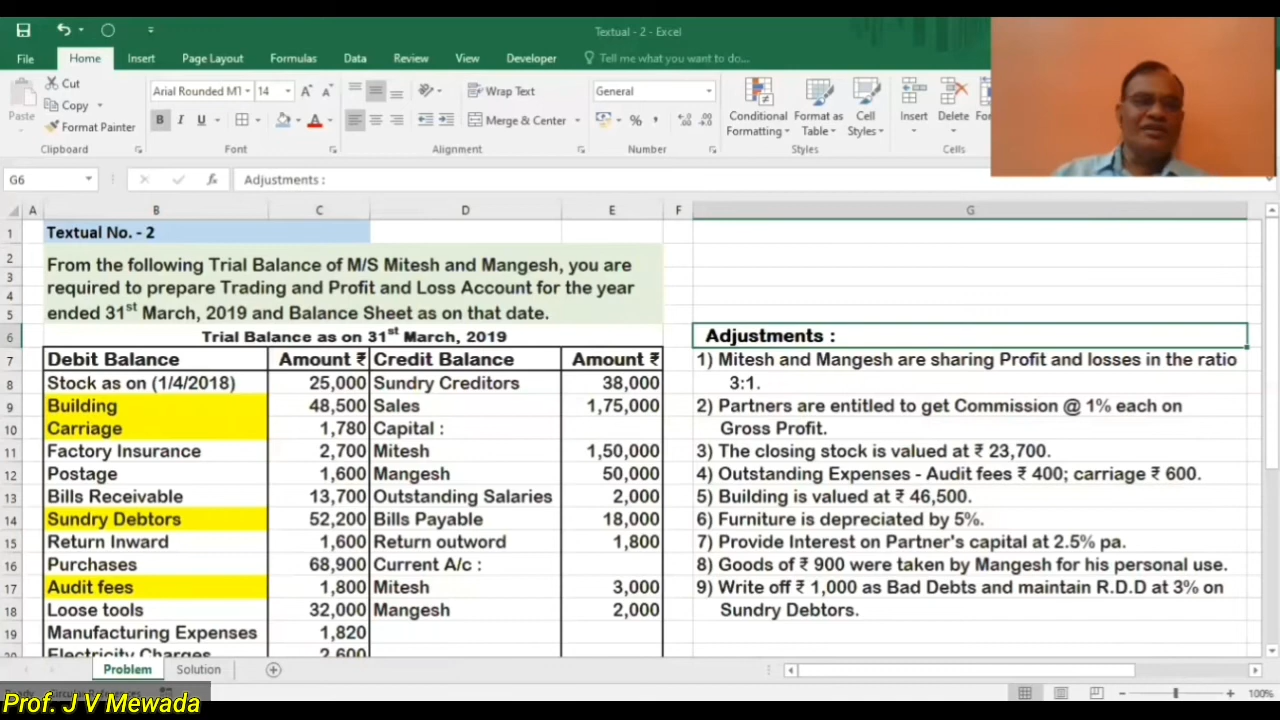 Textual - 2 - Excel
File Home Insert Page Layout Formulas Data Review View Developer Tell me what you want to do...
Cut
Copy
Format Painter
Paste
Arial Rounded MT 14
B I U
Wrap Text
Merge & Center
General
Conditional Formatting
Format as Table
Cell Styles
Insert Delete
Clipboard Font Alignment Number Styles Cells
G6 fx Adjustments :
A B C D E F G
1 Textual No. - 2
2 From the following Trial Balance of M/S Mitesh and Mangesh, you are
3 4 required to prepare Trading and Profit and Loss Account for the year
5 ended 31st March, 2019 and Balance Sheet as on that date.
6 Trial Balance as on 31st March, 2019
7 Debit Balance Amount ₹ Credit Balance Amount ₹
8 Stock as on (1/4/2018) 25,000 Sundry Creditors 38,000
9 Building 48,500 Sales 1,75,000
10 Carriage 1,780 Capital :
11 Factory Insurance 2,700 Mitesh 1,50,000
12 Postage 1,600 Mangesh 50,000
13 Bills Receivable 13,700 Outstanding Salaries 2,000
14 Sundry Debtors 52,200 Bills Payable 18,000
15 Return Inward 1,600 Return outword 1,800
16 Purchases 68,900 Current A/c :
17 Audit fees 1,800 Mitesh 3,000
18 Loose tools 32,000 Mangesh 2,000
19 Manufacturing Expenses 1,820
20 Electricity Charges 2,600
Adjustments :
1) Mitesh and Mangesh are sharing Profit and losses in the ratio
3:1.
2) Partners are entitled to get Commission @ 1% each on
Gross Profit.
3) The closing stock is valued at ₹ 23,700.
4) Outstanding Expenses - Audit fees ₹ 400; carriage ₹ 600.
5) Building is valued at ₹ 46,500.
6) Furniture is depreciated by 5%.
7) Provide Interest on Partner's capital at 2.5% pa.
8) Goods of ₹ 900 were taken by Mangesh for his personal use.
9) Write off ₹ 1,000 as Bad Debts and maintain R.D.D at 3% on
Sundry Debtors.
Problem Solution
100%
Prof. J V Mewada